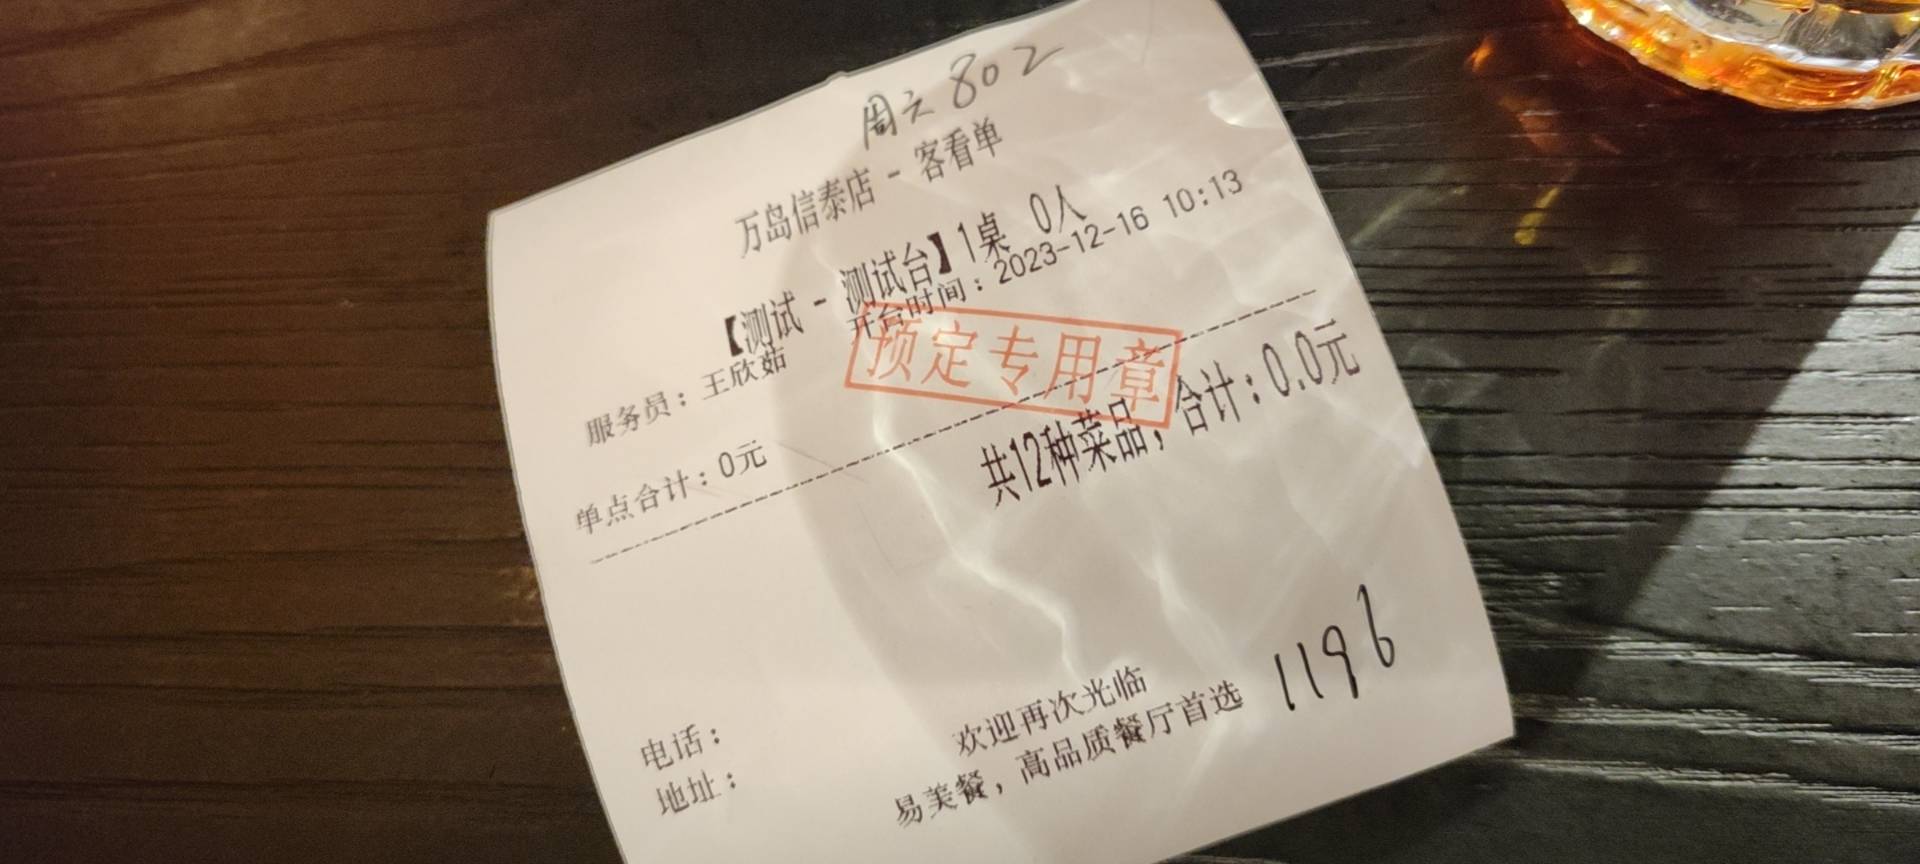 周六 802
万岛信泰店 - 客看单
【测试 - 测试台】1桌 0人
服务员：王欣茹 开台时间：2023-12-16 10:13
预定专用章
单点合计：0元
共12种菜品，合计：0.0元
1196
电话：
地址：
欢迎再次光临
易美餐，高品质餐厅首选